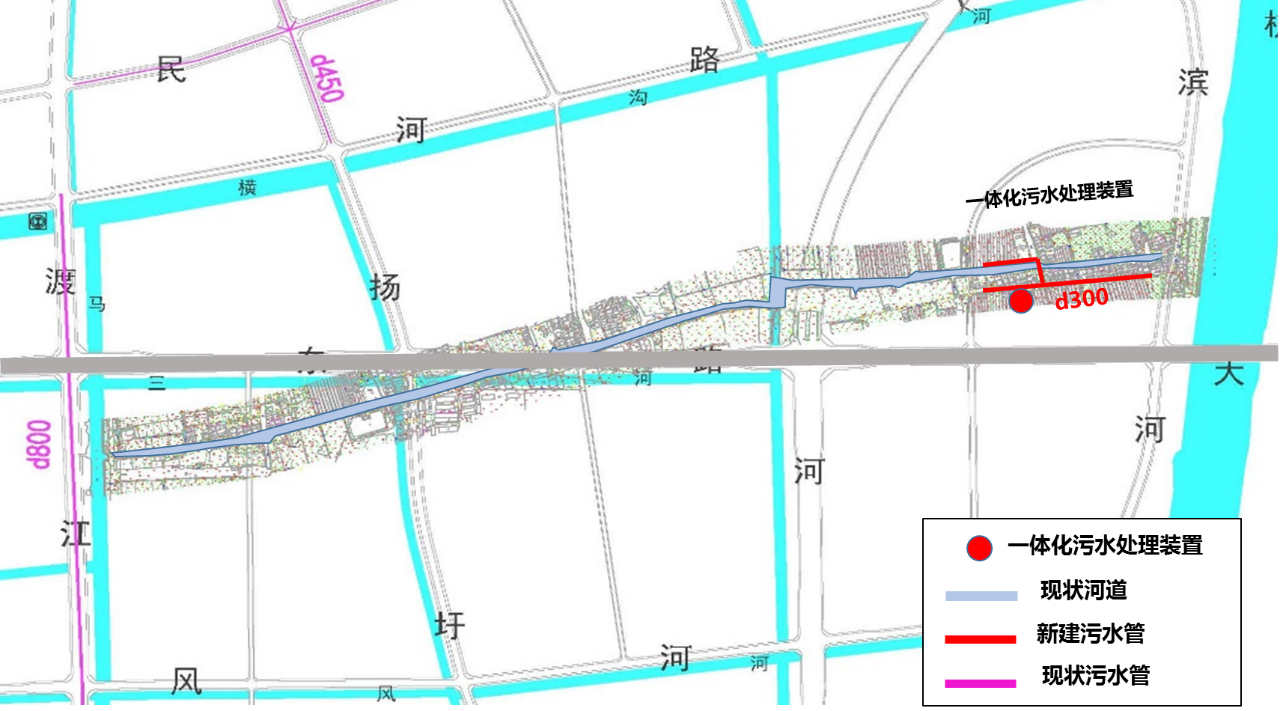 河
民
d450
路
滨
沟
河
横
一体化污水处理装置
渡
扬
马
d300
东
路
三
河
大
d800
河
河
江
圩
河
河
风
风
一体化污水处理装置
现状河道
新建污水管
现状污水管